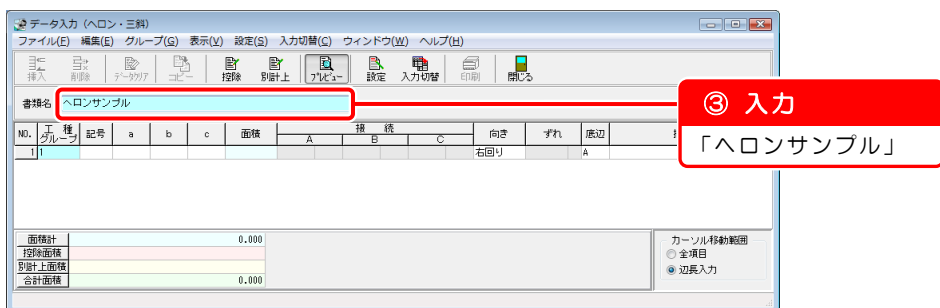 データ入力（ヘロン・三斜）
ファイル(F) 編集(E) グループ(G) 表示(V) 設定(S) 入力切替(C) ウィンドウ(W) ヘルプ(H)
挿入 削除 ﾃﾞｰﾀｸﾘｱ コピー 控除 別計上 ﾌﾟﾚﾋﾞｭｰ 設定 入力切替 印刷 閉じる
書類名 ヘロンサンプル
③ 入力
「ヘロンサンプル」
NO. 工種グループ 記号 a b c 面積 接続 A B C 向き ずれ 底辺
1 1 右回り A
面積計 0.000
控除面積
別計上面積
合計面積 0.000
カーソル移動範囲
全項目
辺長入力